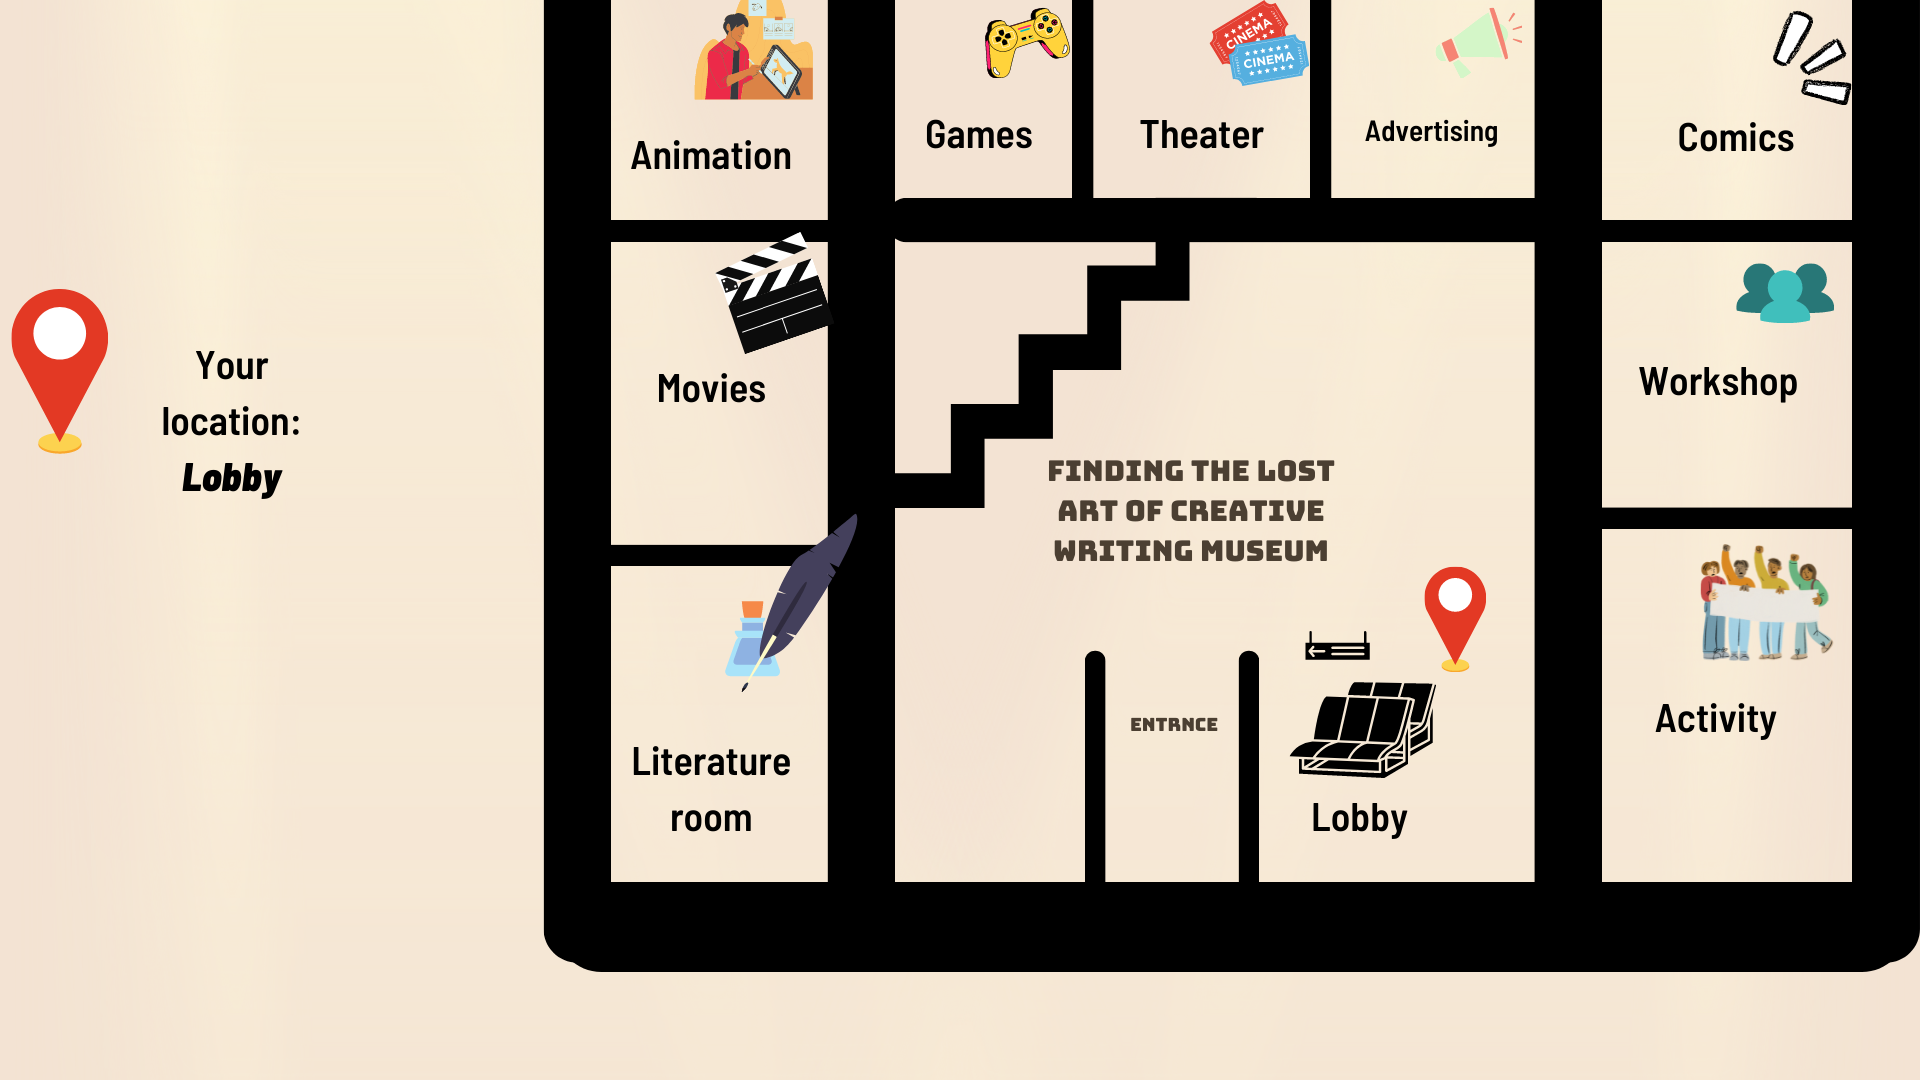 CINEMA
CINEMA
Animation
Games
Theater
Advertising
Comics
Your
location:
Lobby
Movies
Workshop
FINDING THE LOST
ART OF CREATIVE
WRITING MUSEUM
Literature
room
ENTRNCE
Lobby
Activity